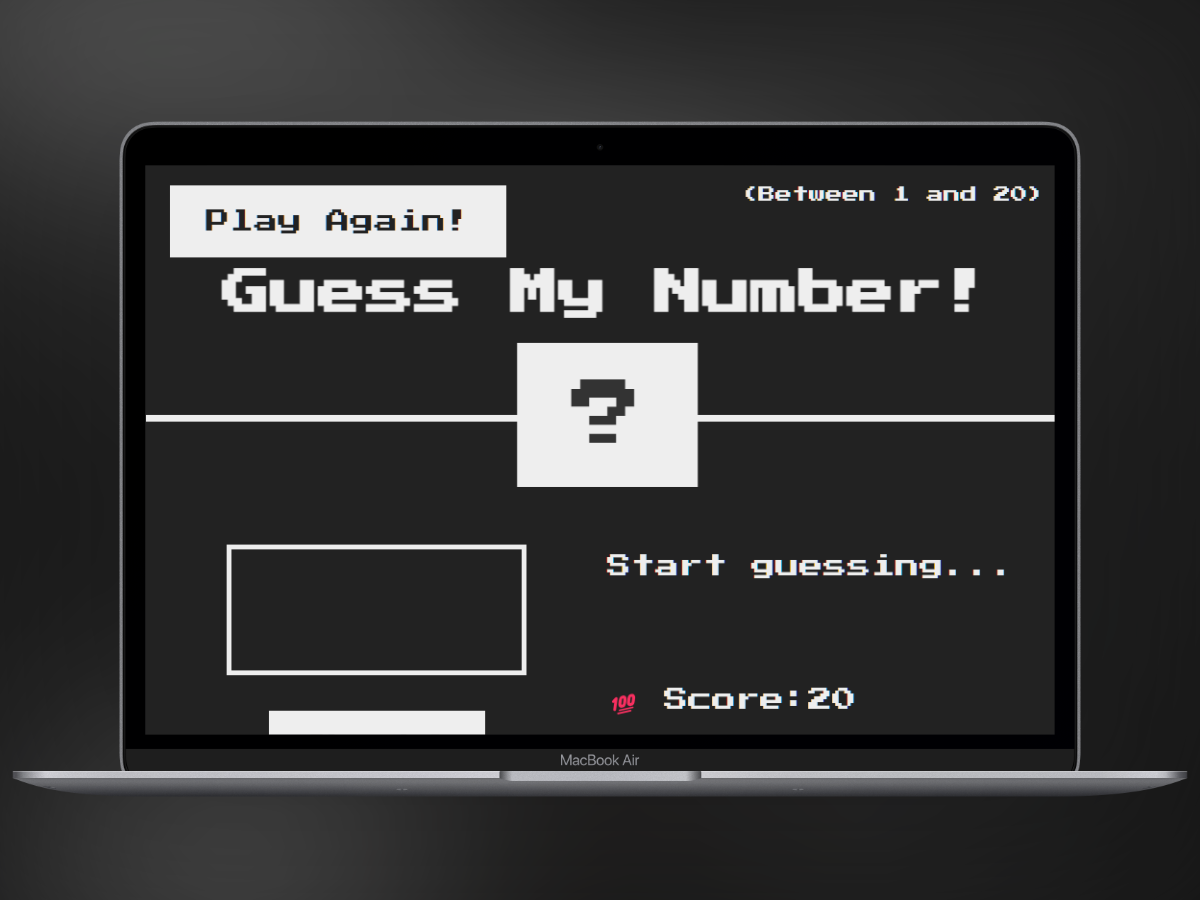 Play Again!
(Between 1 and 20)
Guess My Number!
?
Start guessing...
💯 Score:20
MacBook Air